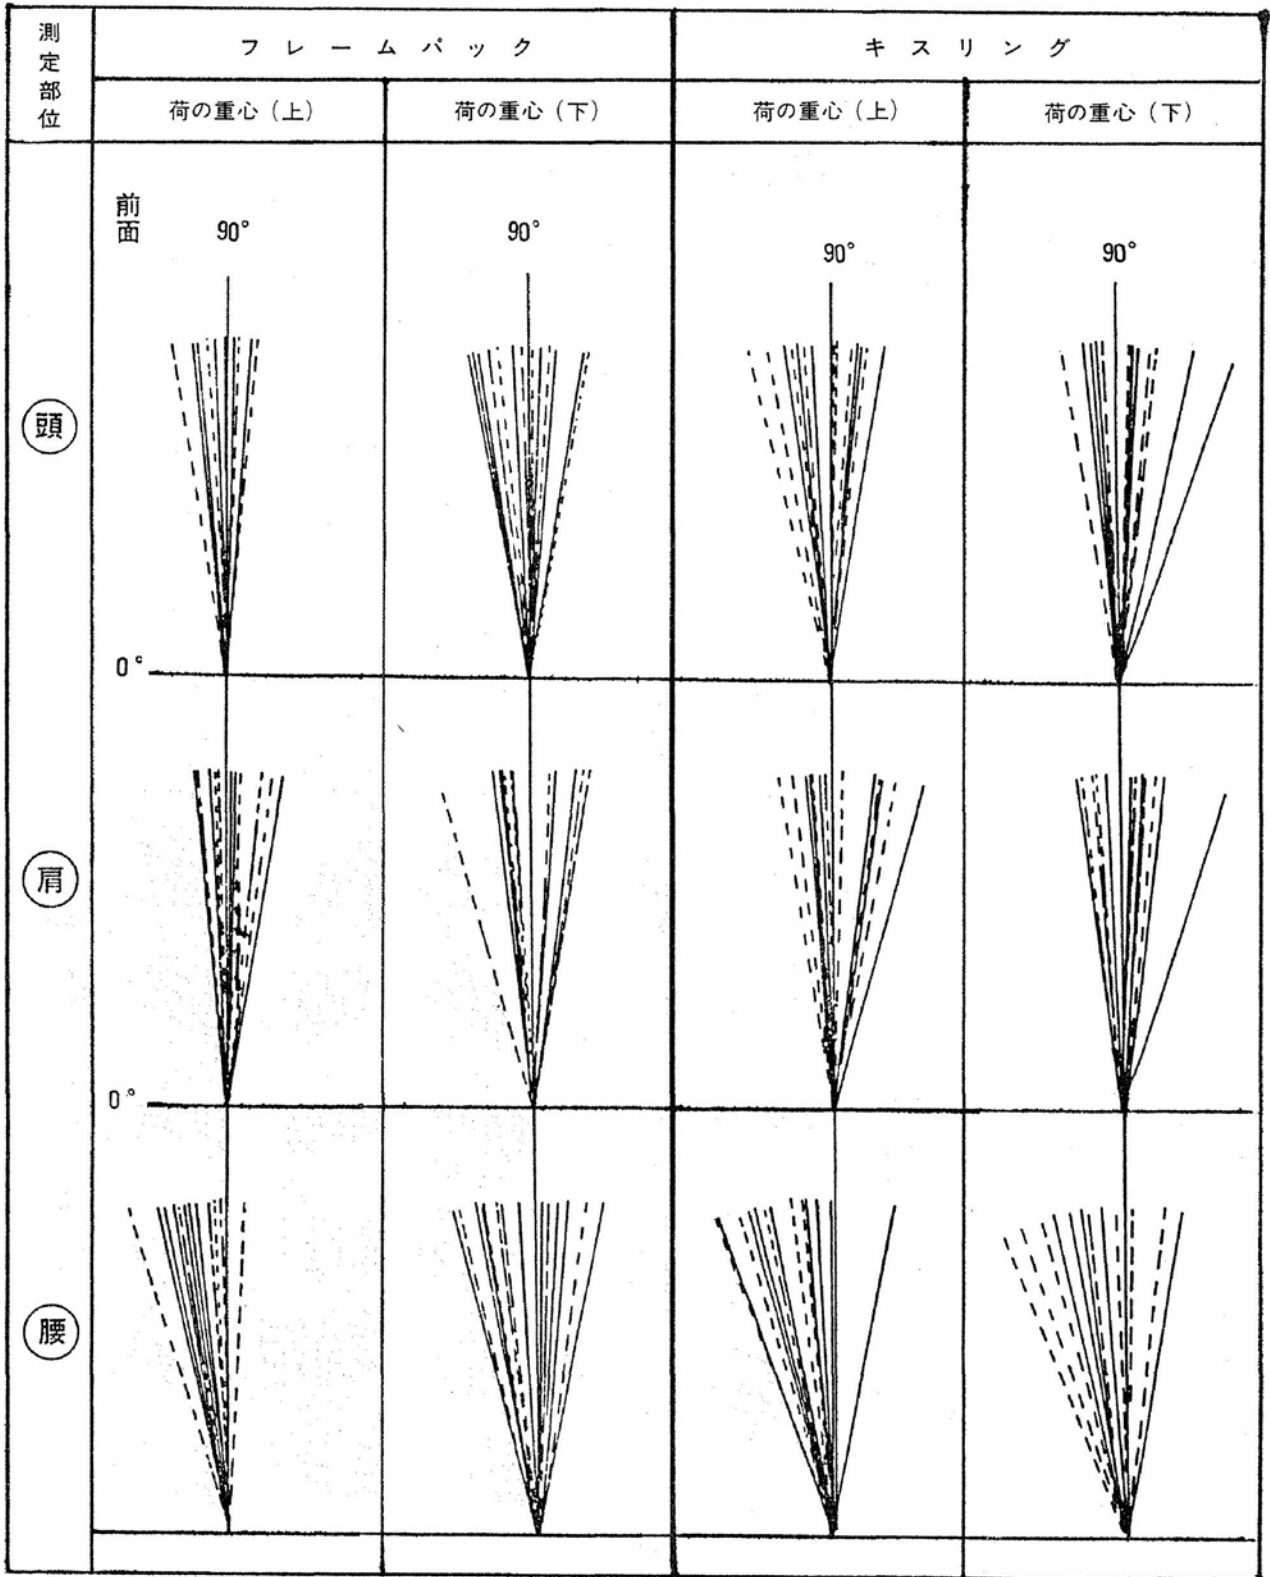 測定部位
フレームパック
キスリング
荷の重心(上)
荷の重心(下)
荷の重心(上)
荷の重心(下)
前面
90°
90°
90°
90°
頭
0°
肩
0°
腰